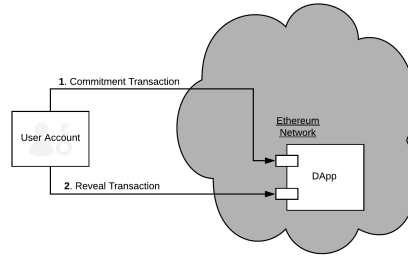 1. Commitment Transaction
Ethereum
Network
User Account
DApp
2. Reveal Transaction